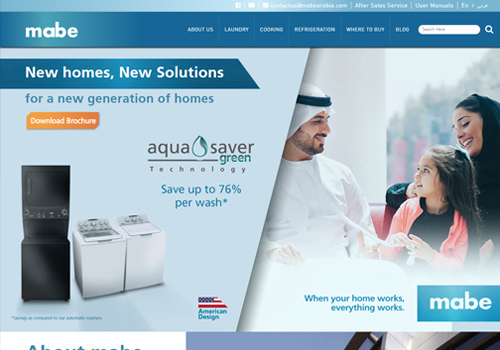 contactus@mabearabia.com | After Sales Service | User Manuals | En / عربي
mabe
ABOUT US LAUNDRY COOKING REFRIGERATION WHERE TO BUY BLOG Search Here
New homes, New Solutions
for a new generation of homes
Download Brochure
aqua saver
green
Technology
Save up to 76%
per wash*
American
Design
*Savings as compared to our automatic washers.
When your home works,
everything works.
mabe
About mabe